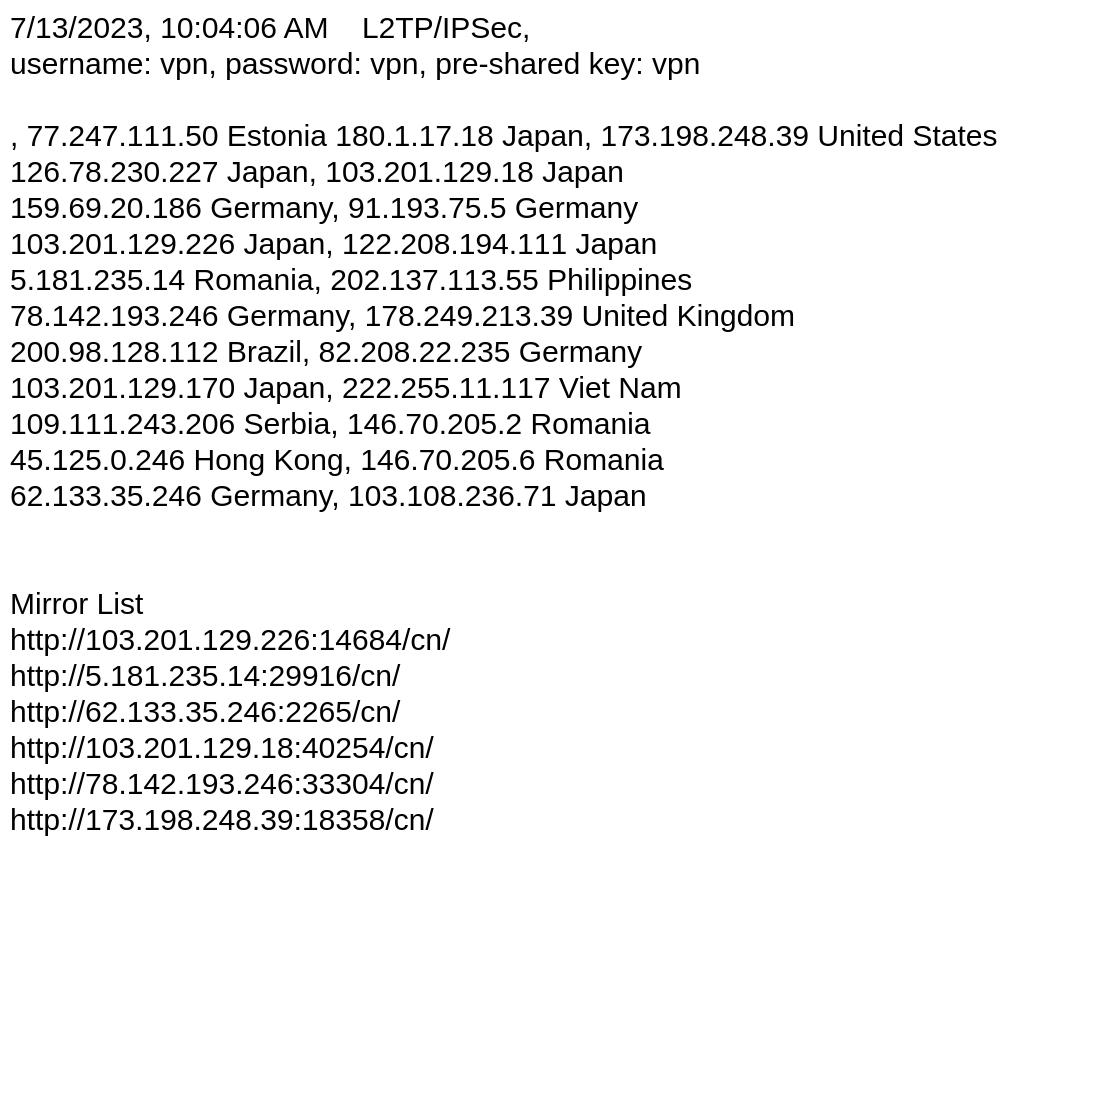 7/13/2023, 10:04:06 AM    L2TP/IPSec,
username: vpn, password: vpn, pre-shared key: vpn
, 77.247.111.50 Estonia 180.1.17.18 Japan, 173.198.248.39 United States
126.78.230.227 Japan, 103.201.129.18 Japan
159.69.20.186 Germany, 91.193.75.5 Germany
103.201.129.226 Japan, 122.208.194.111 Japan
5.181.235.14 Romania, 202.137.113.55 Philippines
78.142.193.246 Germany, 178.249.213.39 United Kingdom
200.98.128.112 Brazil, 82.208.22.235 Germany
103.201.129.170 Japan, 222.255.11.117 Viet Nam
109.111.243.206 Serbia, 146.70.205.2 Romania
45.125.0.246 Hong Kong, 146.70.205.6 Romania
62.133.35.246 Germany, 103.108.236.71 Japan
Mirror List
http://103.201.129.226:14684/cn/
http://5.181.235.14:29916/cn/
http://62.133.35.246:2265/cn/
http://103.201.129.18:40254/cn/
http://78.142.193.246:33304/cn/
http://173.198.248.39:18358/cn/